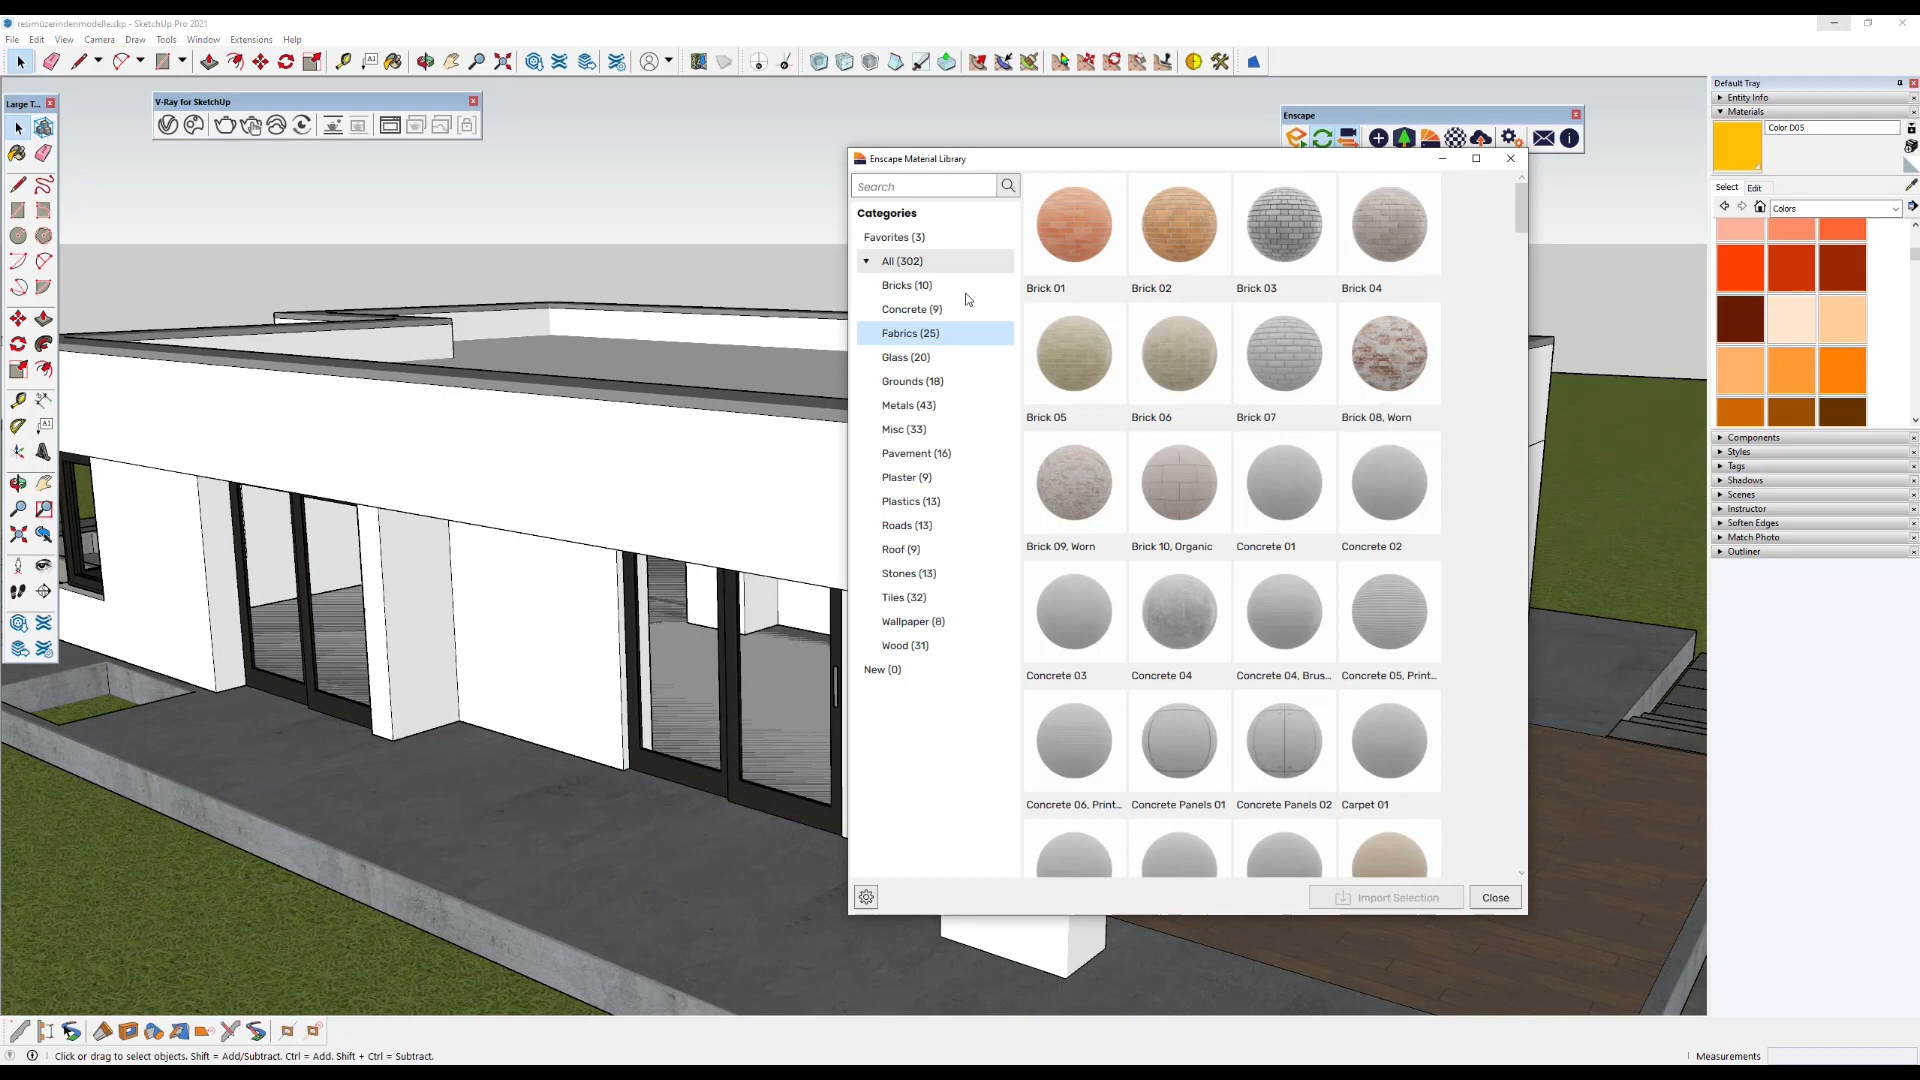 resimüzerindenmodelle.skp - SketchUp Pro 2021
File Edit View Camera Draw Tools Window Extensions Help
Large T...
V-Ray for SketchUp
Enscape
Enscape Material Library
Search
Categories
Favorites (3)
All (302)
Bricks (10)
Concrete (9)
Fabrics (25)
Glass (20)
Grounds (18)
Metals (43)
Misc (33)
Pavement (16)
Plaster (9)
Plastics (13)
Roads (13)
Roof (9)
Stones (13)
Tiles (32)
Wallpaper (8)
Wood (31)
New (0)
Brick 01 Brick 02 Brick 03 Brick 04
Brick 05 Brick 06 Brick 07 Brick 08, Worn
Brick 09, Worn Brick 10, Organic Concrete 01 Concrete 02
Concrete 03 Concrete 04 Concrete 04, Brus... Concrete 05, Print...
Concrete 06, Print... Concrete Panels 01 Concrete Panels 02 Carpet 01
Import Selection
Close
Default Tray
Entity Info
Materials
Color D05
Select Edit
Colors
Components
Styles
Tags
Shadows
Scenes
Instructor
Soften Edges
Match Photo
Outliner
Click or drag to select objects. Shift = Add/Subtract. Ctrl = Add. Shift + Ctrl = Subtract.
Measurements